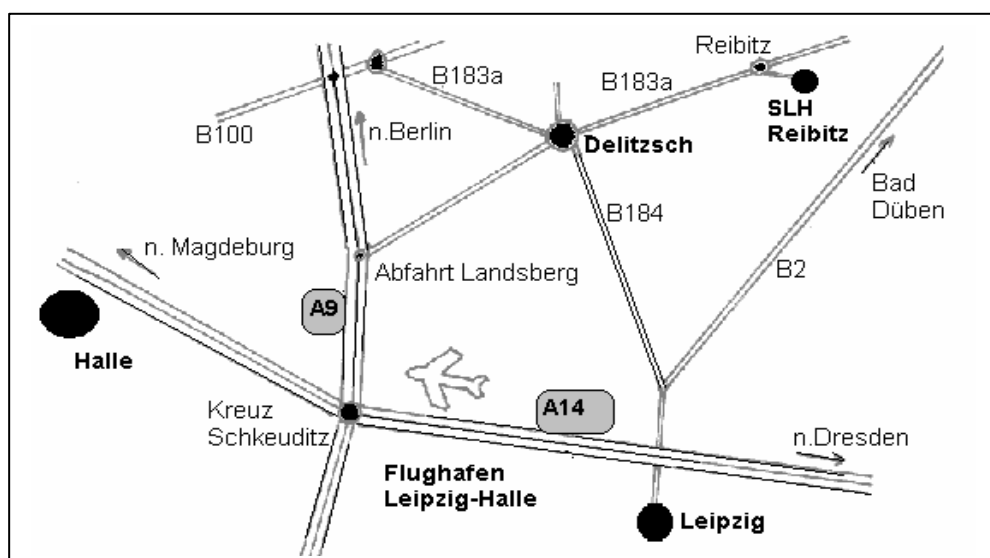 Reibitz
B183a
B183a
SLH
Reibitz
B100
n.Berlin
Delitzsch
Bad
Düben
B184
n. Magdeburg
Abfahrt Landsberg
B2
A9
Halle
Kreuz
Schkeuditz
A14
n.Dresden
Flughafen
Leipzig-Halle
Leipzig